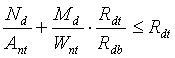 N_d/A_nt + M_d/W_nt · R_dt/R_db ≤ R_dt